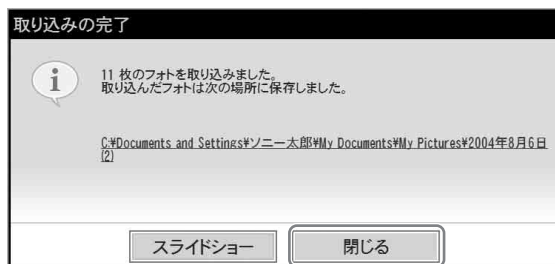 取り込みの完了
11 枚のフォトを取り込みました。
取り込んだフォトは次の場所に保存しました。
C:¥Documents and Settings¥ソニー太郎¥My Documents¥My Pictures¥2004年8月6日
(2)
スライドショー
閉じる